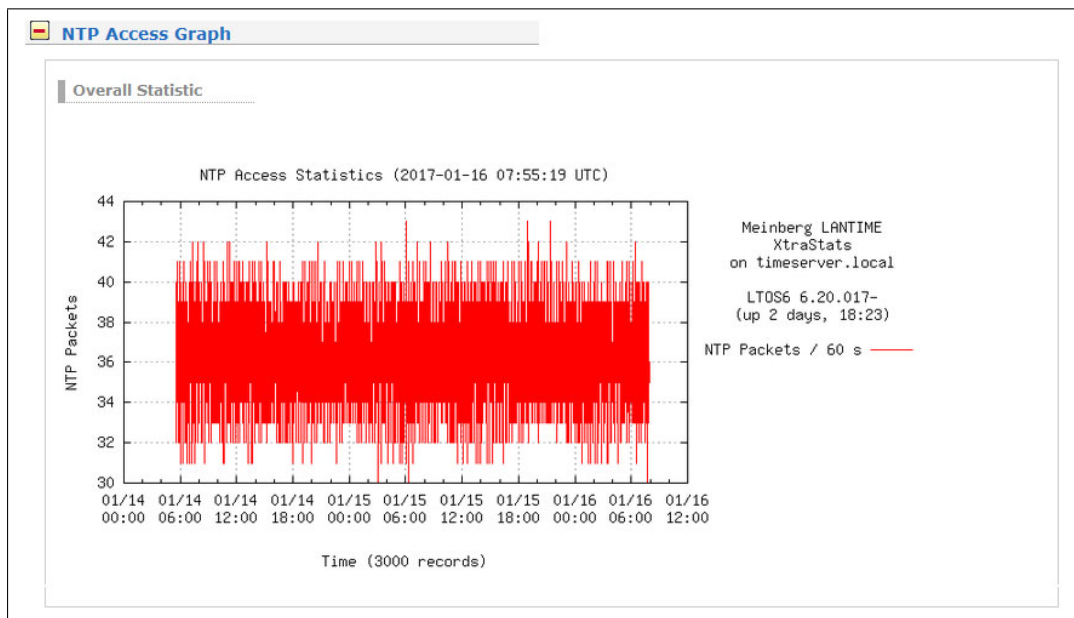 NTP Access Graph
Overall Statistic
NTP Access Statistics (2017-01-16 07:55:19 UTC)
44
42
40
38
36
34
32
30
NTP Packets
01/14 01/14 01/14 01/14 01/15 01/15 01/15 01/15 01/16 01/16 01/16
00:00 06:00 12:00 18:00 00:00 06:00 12:00 18:00 00:00 06:00 12:00
Time (3000 records)
Meinberg LANTIME
XtraStats
on timeserver.local
LTOS6 6.20.017-
(up 2 days, 18:23)
NTP Packets / 60 s